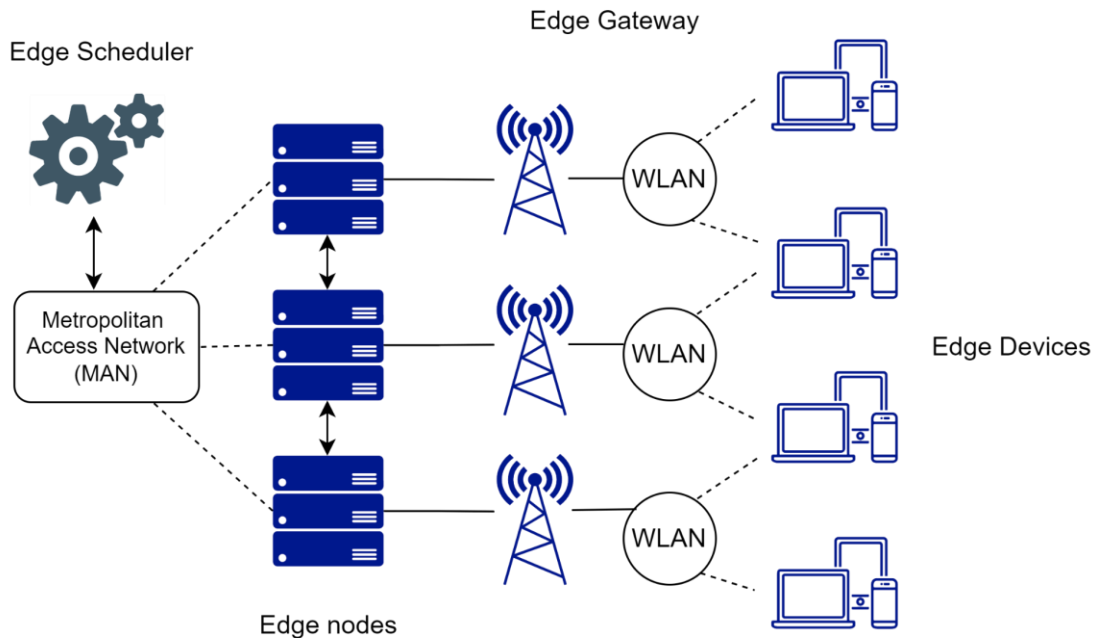 Edge Gateway
Edge Scheduler
WLAN
Metropolitan
Access Network
(MAN)
WLAN
Edge Devices
WLAN
Edge nodes